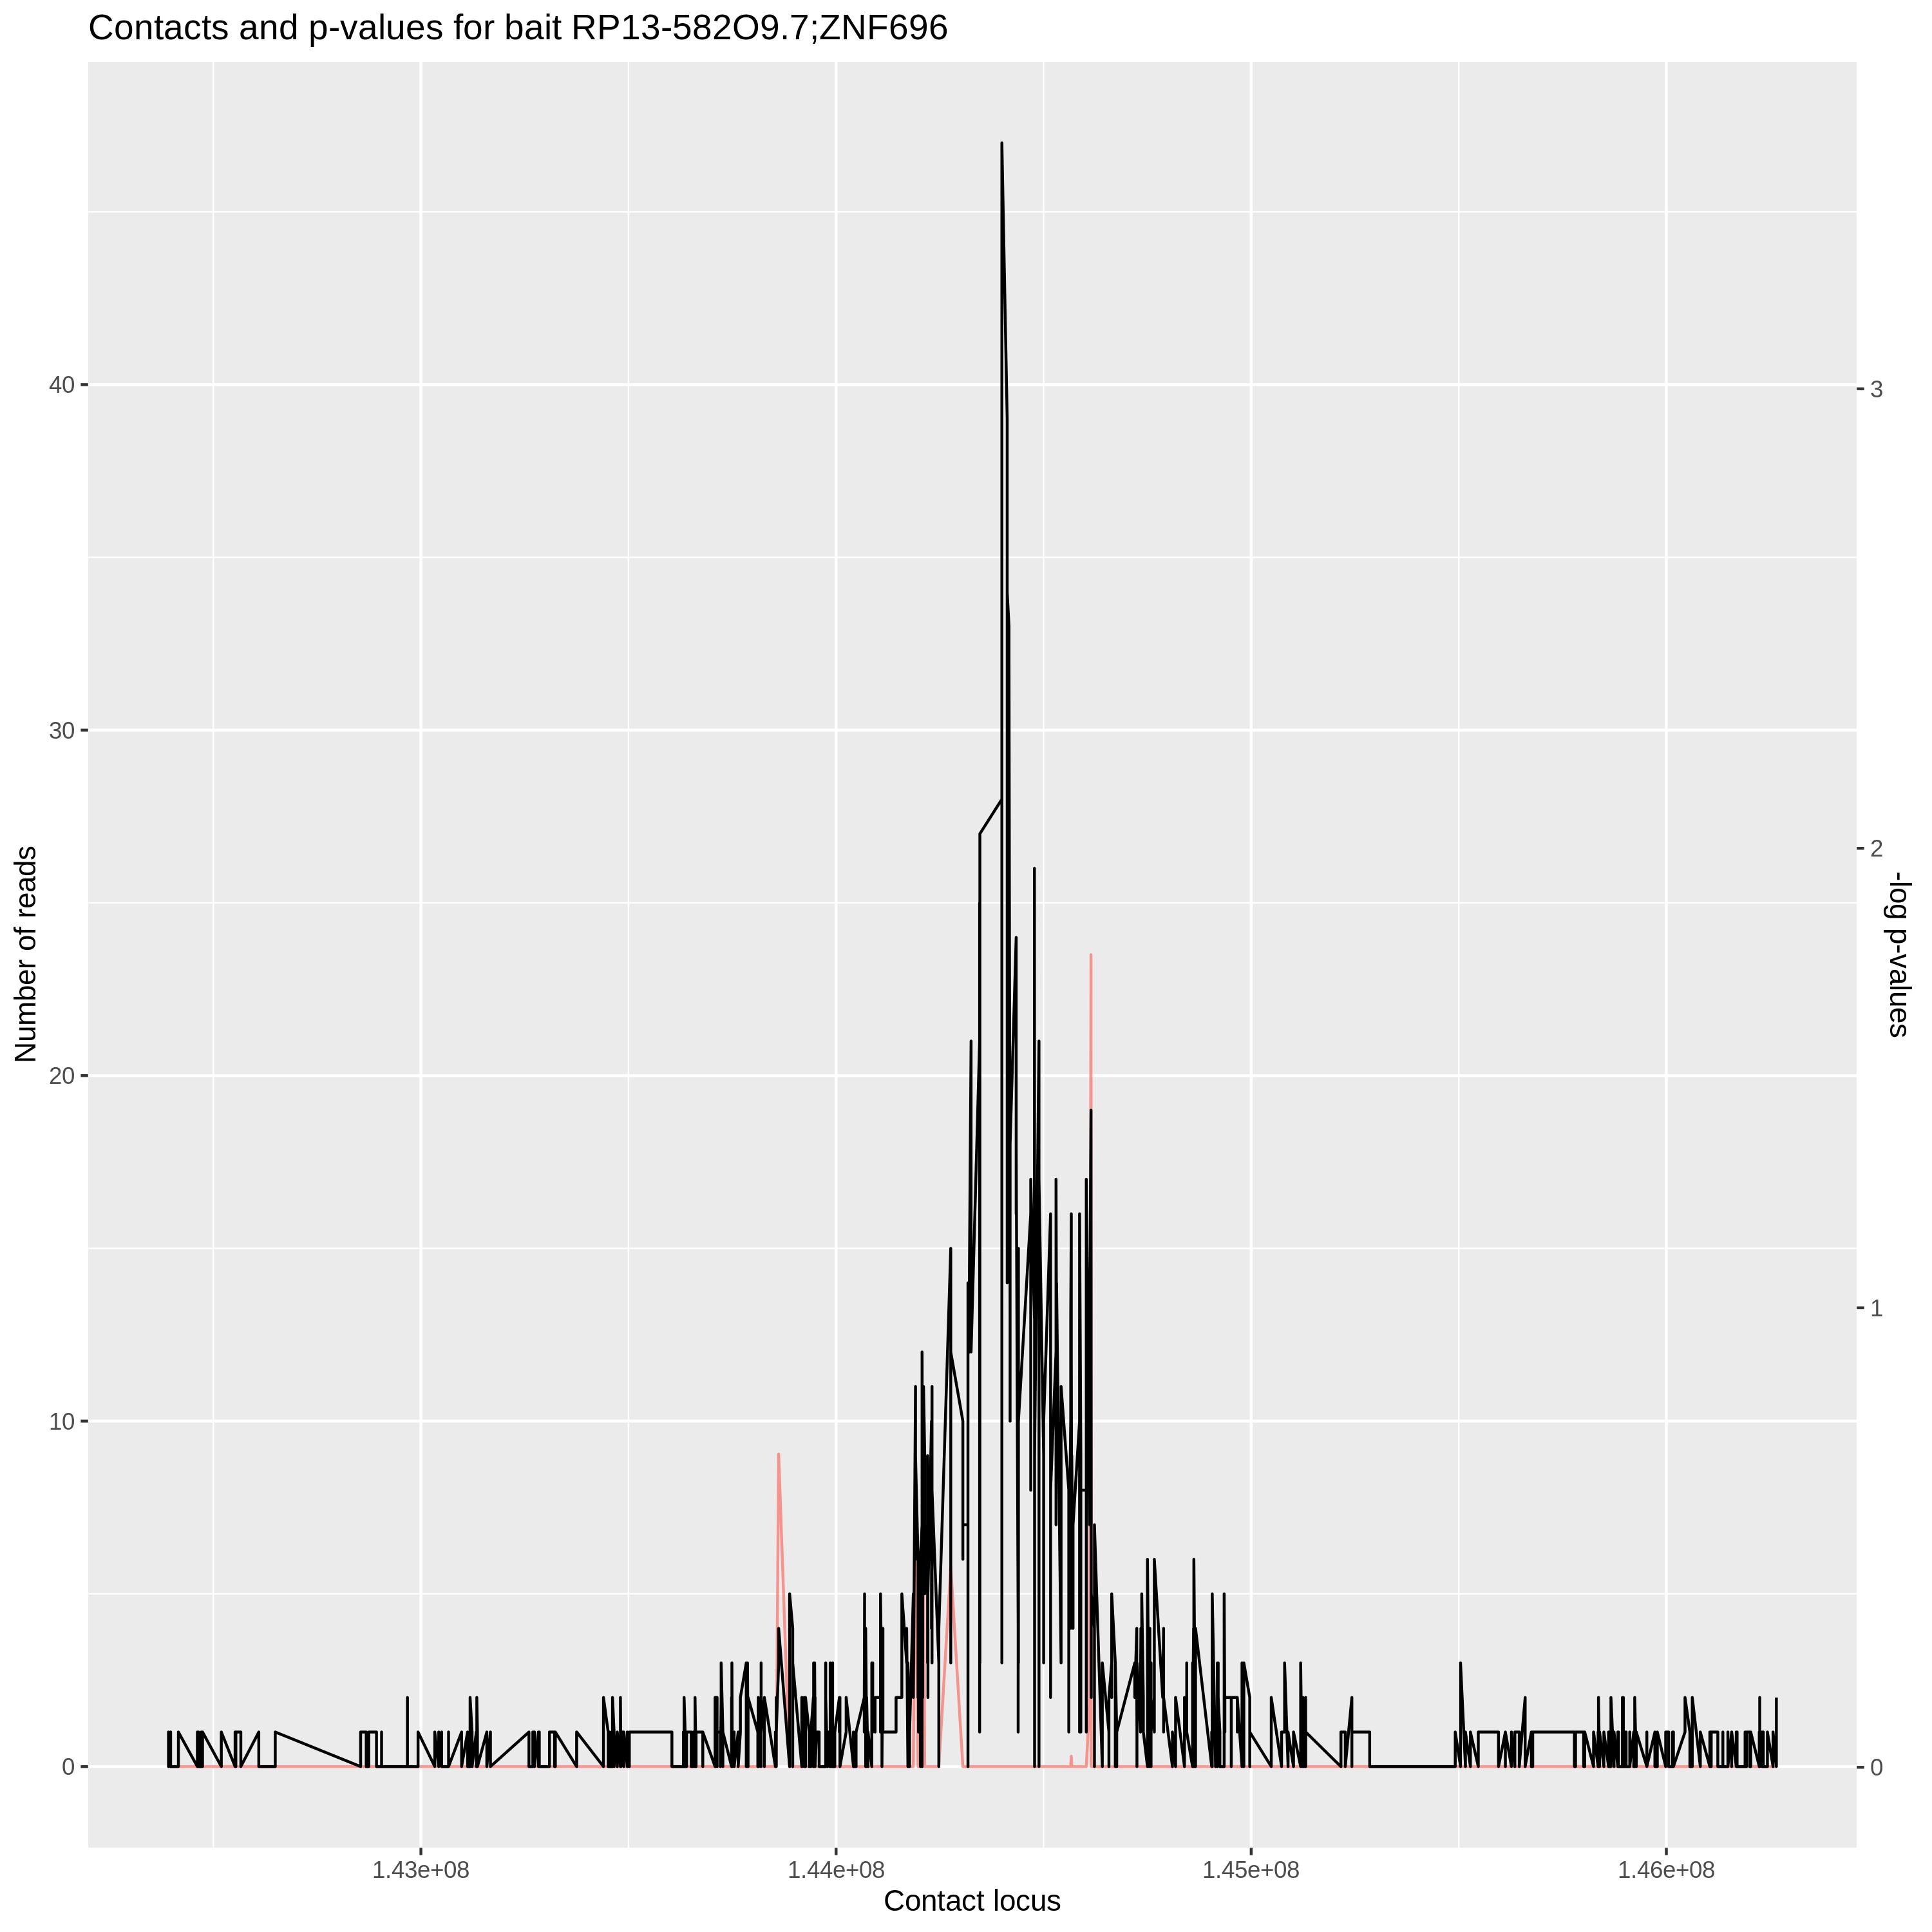 Contacts and p-values for bait RP13-582O9.7;ZNF696
40
30
20
10
0
3
2
1
0
Number of reads
-log p-values
1.43e+08
1.44e+08
1.45e+08
1.46e+08
Contact locus